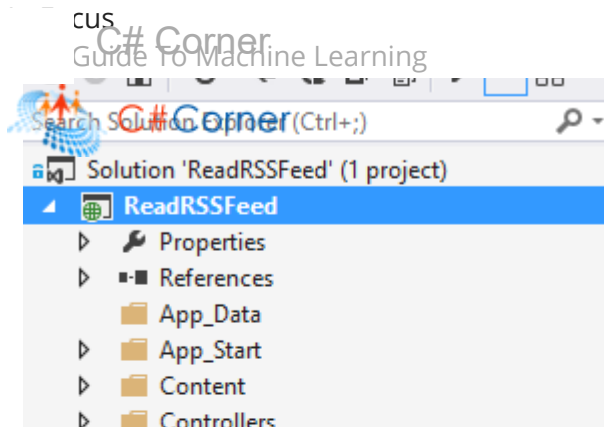 cus
C# Corner
Guide To Machine Learning
C# Corner
Search Solution Explorer (Ctrl+;)
Solution 'ReadRSSFeed' (1 project)
ReadRSSFeed
Properties
References
App_Data
App_Start
Content
Controllers